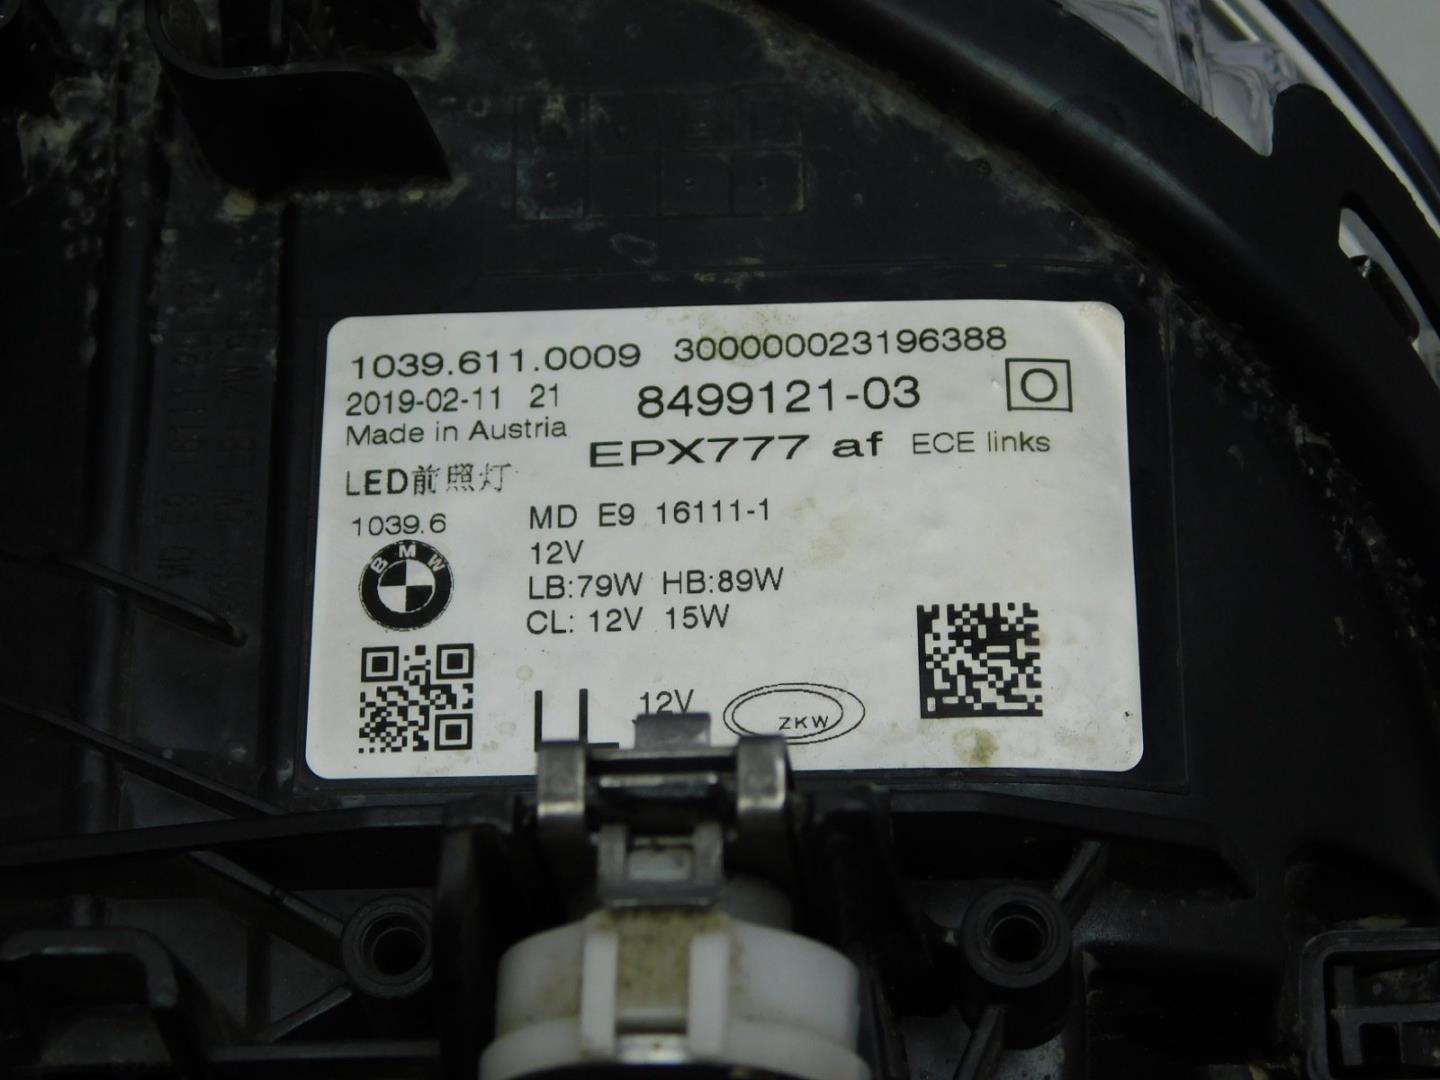 1039.611.0009 300000023196388
2019-02-11 21 8499121-03
Made in Austria EPX777 af ECE links
LED前照灯
1039.6 MD E9 16111-1
12V
BMW
LB:79W HB:89W
CL: 12V 15W
12V
ZKW